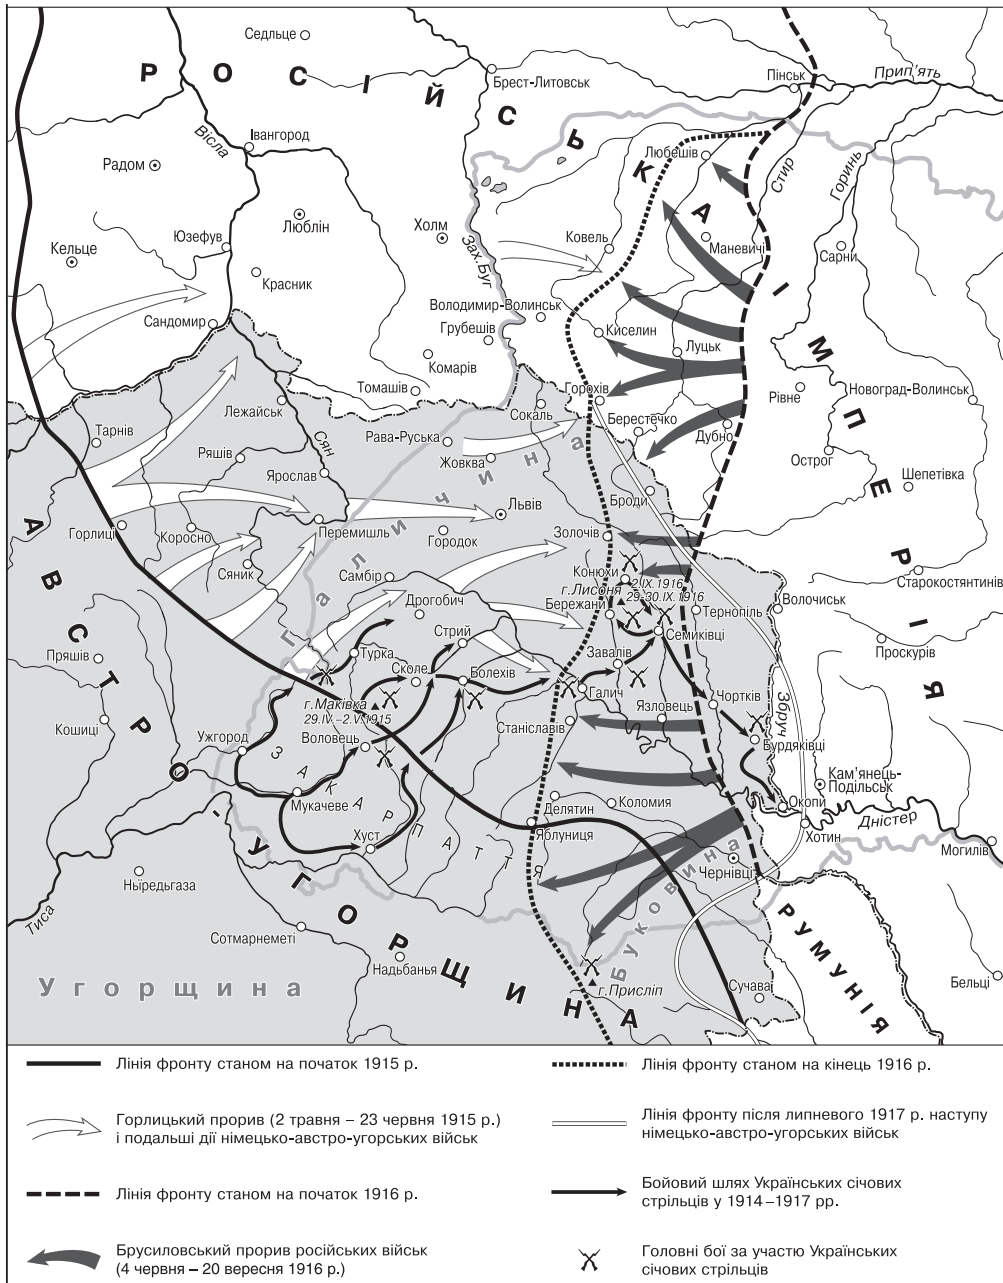 Седльце
РОСІЙСЬКА ІМПЕРІЯ
Брест-Литовськ
Пінськ
Прип'ять
Вісла
Івангород
Радом
Любешів
Стир
Горинь
Люблін
Холм
Юзефув
Кельце
Зах.Буг
Ковель
Маневичі
Сарни
Красник
Володимир-Волинськ
Сандомир
Грубешів
Киселин
Луцьк
Комарів
Томашів
Горохів
Рівне
Новоград-Волинськ
Лежайськ
Сокаль
Берестечко
Тарнів
Сян
Рава-Руська
Дубно
Ряшів
Жовква
Острог
Ярослав
Шепетівка
Галичина
Броди
Львів
Горлиці
Коросно
Перемишль
Городок
Золочів
АВСТРО-УГОРЩИНА
Сяник
Самбір
Конюхи
2.IX.1916
г.Лисоня
29-30.IX.1916
Старокостянтинів
Дрогобич
Бережани
Тернопіль
Волочиськ
Стрий
Семиківці
Пряшів
Турка
Сколе
Болехів
Завалів
Проскурів
г.Маківка
29.IV.–2.V.1915
Галич
Чортків
Збруч
Кошиці
Станіславів
Язловець
Ужгород
Воловець
Бурдяківці
ЗАКАРПАТТЯ
Кам'янець-
Подільськ
Мукачеве
Делятин
Коломия
Окопи
Дністер
Хуст
Яблуниця
Хотин
Могилів
Ньіредьгаза
Чернівці
Буковина
Тиса
Сотмарнеметі
РУМУНІЯ
Надьбанья
Угорщина
г.Присліп
Сучава
Бельці
Лінія фронту станом на початок 1915 р.
Горлицький прорив (2 травня – 23 червня 1915 р.)
і подальші дії німецько-австро-угорських військ
Лінія фронту станом на початок 1916 р.
Брусиловський прорив російських військ
(4 червня – 20 вересня 1916 р.)
Лінія фронту станом на кінець 1916 р.
Лінія фронту після липневого 1917 р. наступу
німецько-австро-угорських військ
Бойовий шлях Українських січових
стрільців у 1914–1917 рр.
Головні бої за участю Українських
січових стрільців